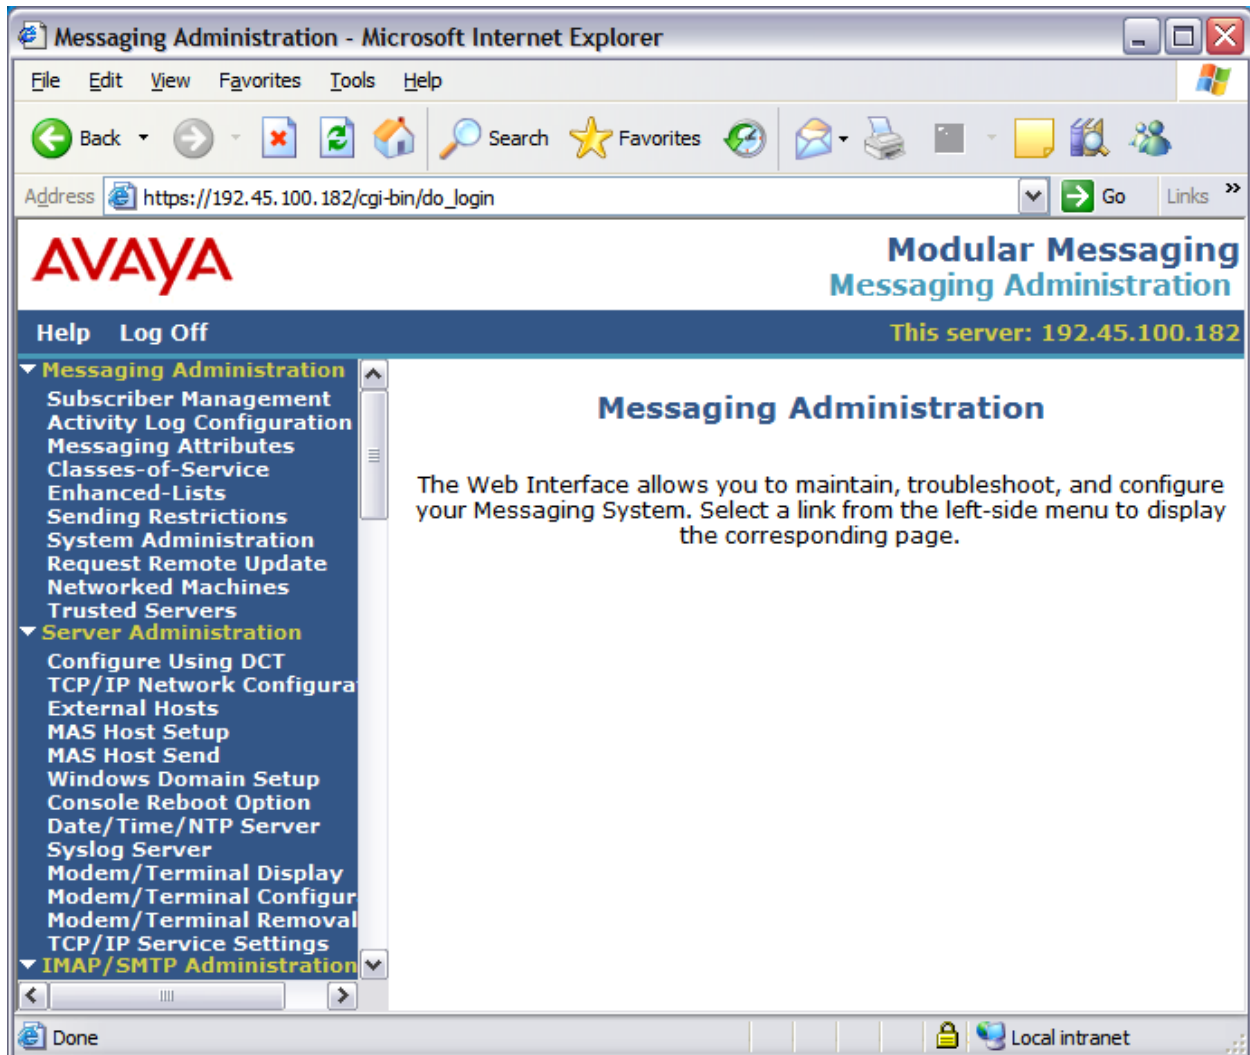 Messaging Administration - Microsoft Internet Explorer
File Edit View Favorites Tools Help
Back Search Favorites
Address https://192.45.100.182/cgi-bin/do_login Go Links »
AVAYA
Modular Messaging
Messaging Administration
Help Log Off This server: 192.45.100.182
Messaging Administration
Subscriber Management
Activity Log Configuration
Messaging Attributes
Classes-of-Service
Enhanced-Lists
Sending Restrictions
System Administration
Request Remote Update
Networked Machines
Trusted Servers
Server Administration
Configure Using DCT
TCP/IP Network Configura
External Hosts
MAS Host Setup
MAS Host Send
Windows Domain Setup
Console Reboot Option
Date/Time/NTP Server
Syslog Server
Modem/Terminal Display
Modem/Terminal Configur
Modem/Terminal Removal
TCP/IP Service Settings
IMAP/SMTP Administration
Messaging Administration
The Web Interface allows you to maintain, troubleshoot, and configure
your Messaging System. Select a link from the left-side menu to display
the corresponding page.
Done Local intranet